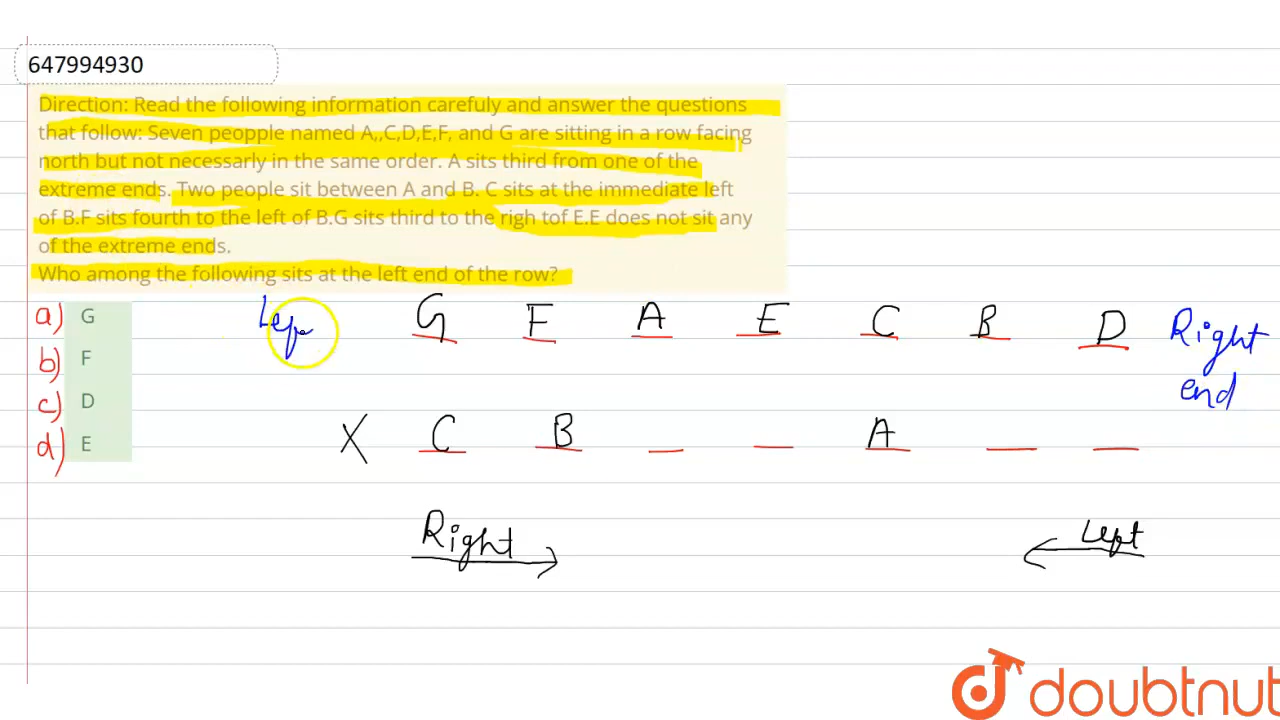 647994930
Direction: Read the following information carefuly and answer the questions
that follow: Seven peopple named A,,C,D,E,F, and G are sitting in a row facing
north but not necessarly in the same order. A sits third from one of the
extreme ends. Two people sit between A and B. C sits at the immediate left
of B.F sits fourth to the left of B.G sits third to the righ tof E.E does not sit any
of the extreme ends.
Who among the following sits at the left end of the row?
a) G
b) F
c) D
d) E
Left G F A E C B D Right
end
X C B _ _ A _ _
Right Left
doubtnut